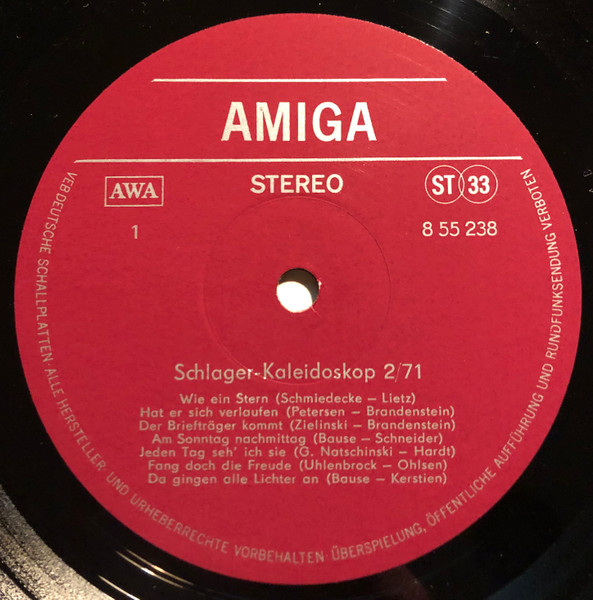 AMIGA
AWA STEREO ST 33
1 8 55 238
Schlager-Kaleidoskop 2/71
Wie ein Stern (Schmiedecke – Lietz)
Hat er sich verlaufen (Petersen – Brandenstein)
Der Briefträger kommt (Zielinski – Brandenstein)
Am Sonntag nachmittag (Bause – Schneider)
Jeden Tag seh' ich sie (G. Natschinski – Hardt)
Fang doch die Freude (Uhlenbrock – Ohlsen)
Da gingen alle Lichter an (Bause – Kerstien)
VEB DEUTSCHE SCHALLPLATTEN · ALLE HERSTELLER- UND URHEBERRECHTE VORBEHALTEN · ÜBERSPIELUNG, ÖFFENTLICHE AUFFÜHRUNG UND RUNDFUNKSENDUNG VERBOTEN